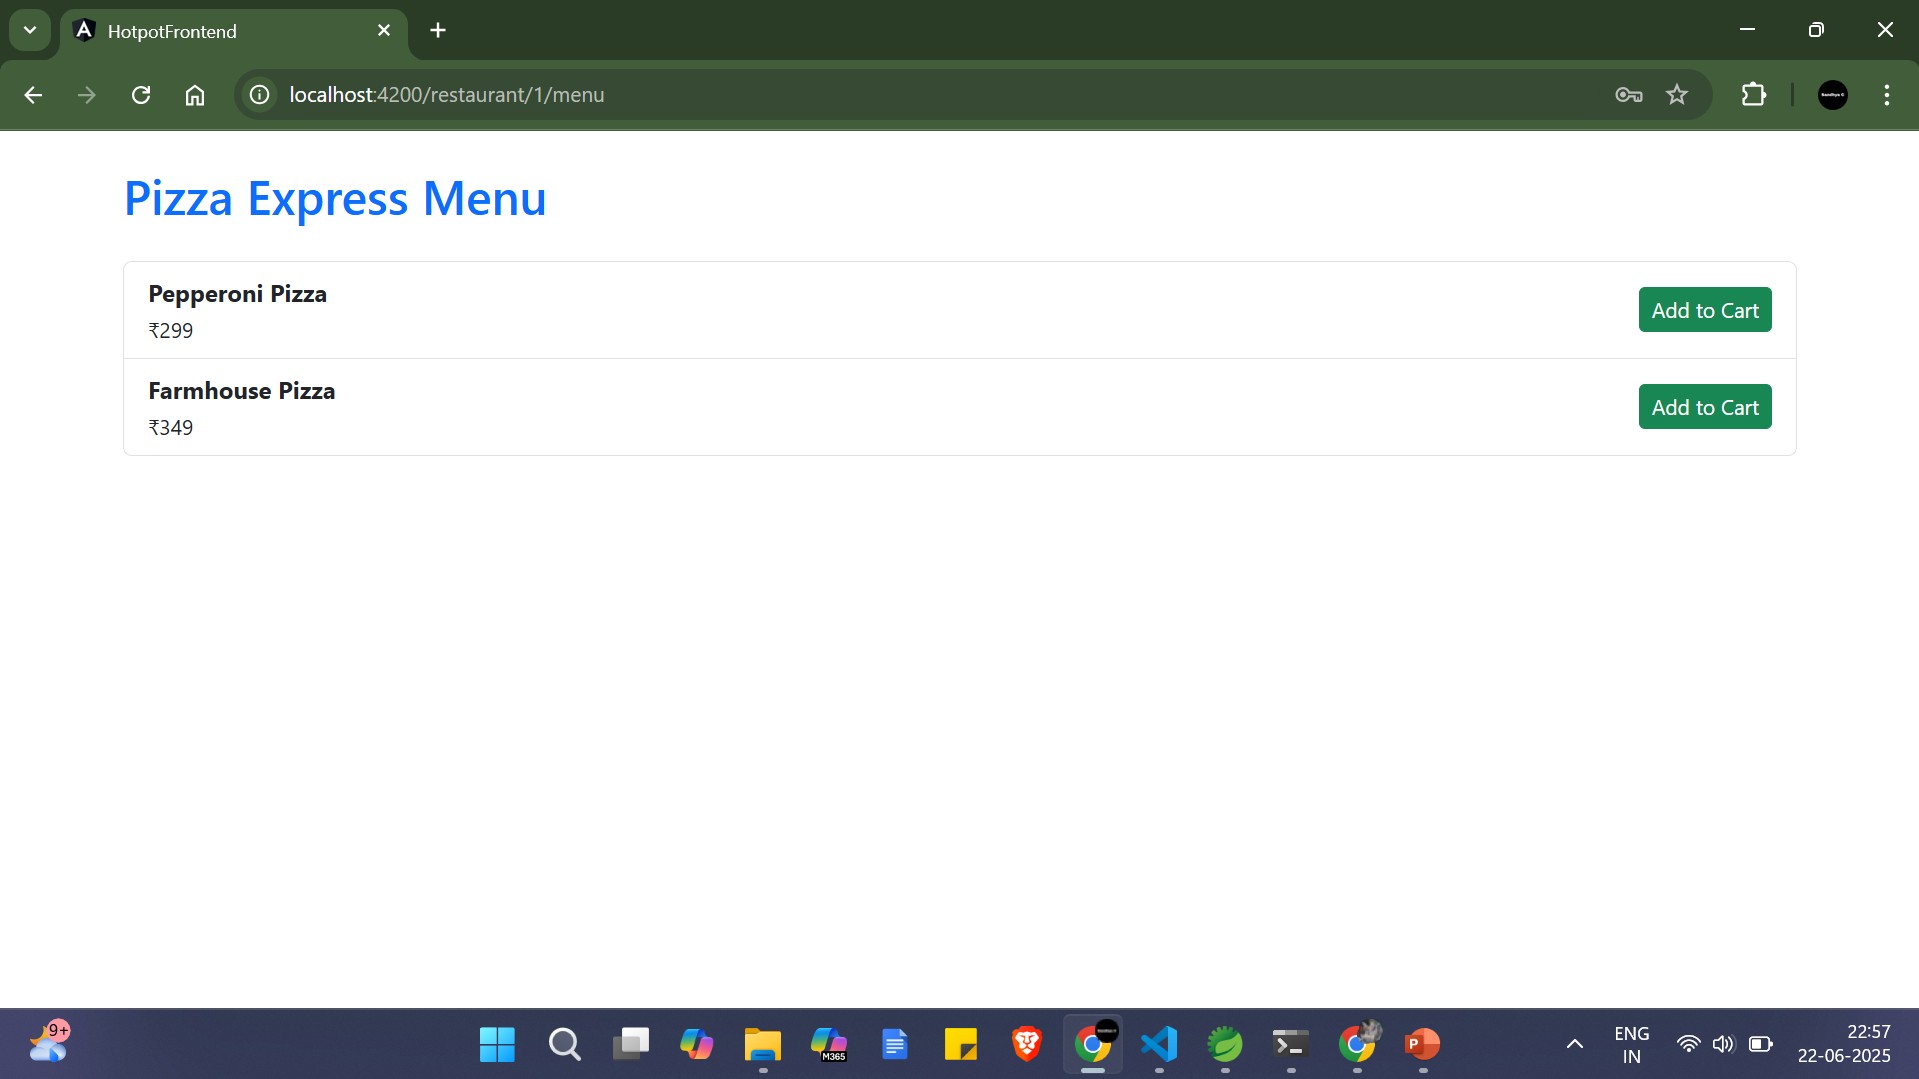 HotpotFrontend
localhost:4200/restaurant/1/menu
Pizza Express Menu
Pepperoni Pizza
₹299
Add to Cart
Farmhouse Pizza
₹349
Add to Cart
9+
M365
ENG
IN
22:57
22-06-2025